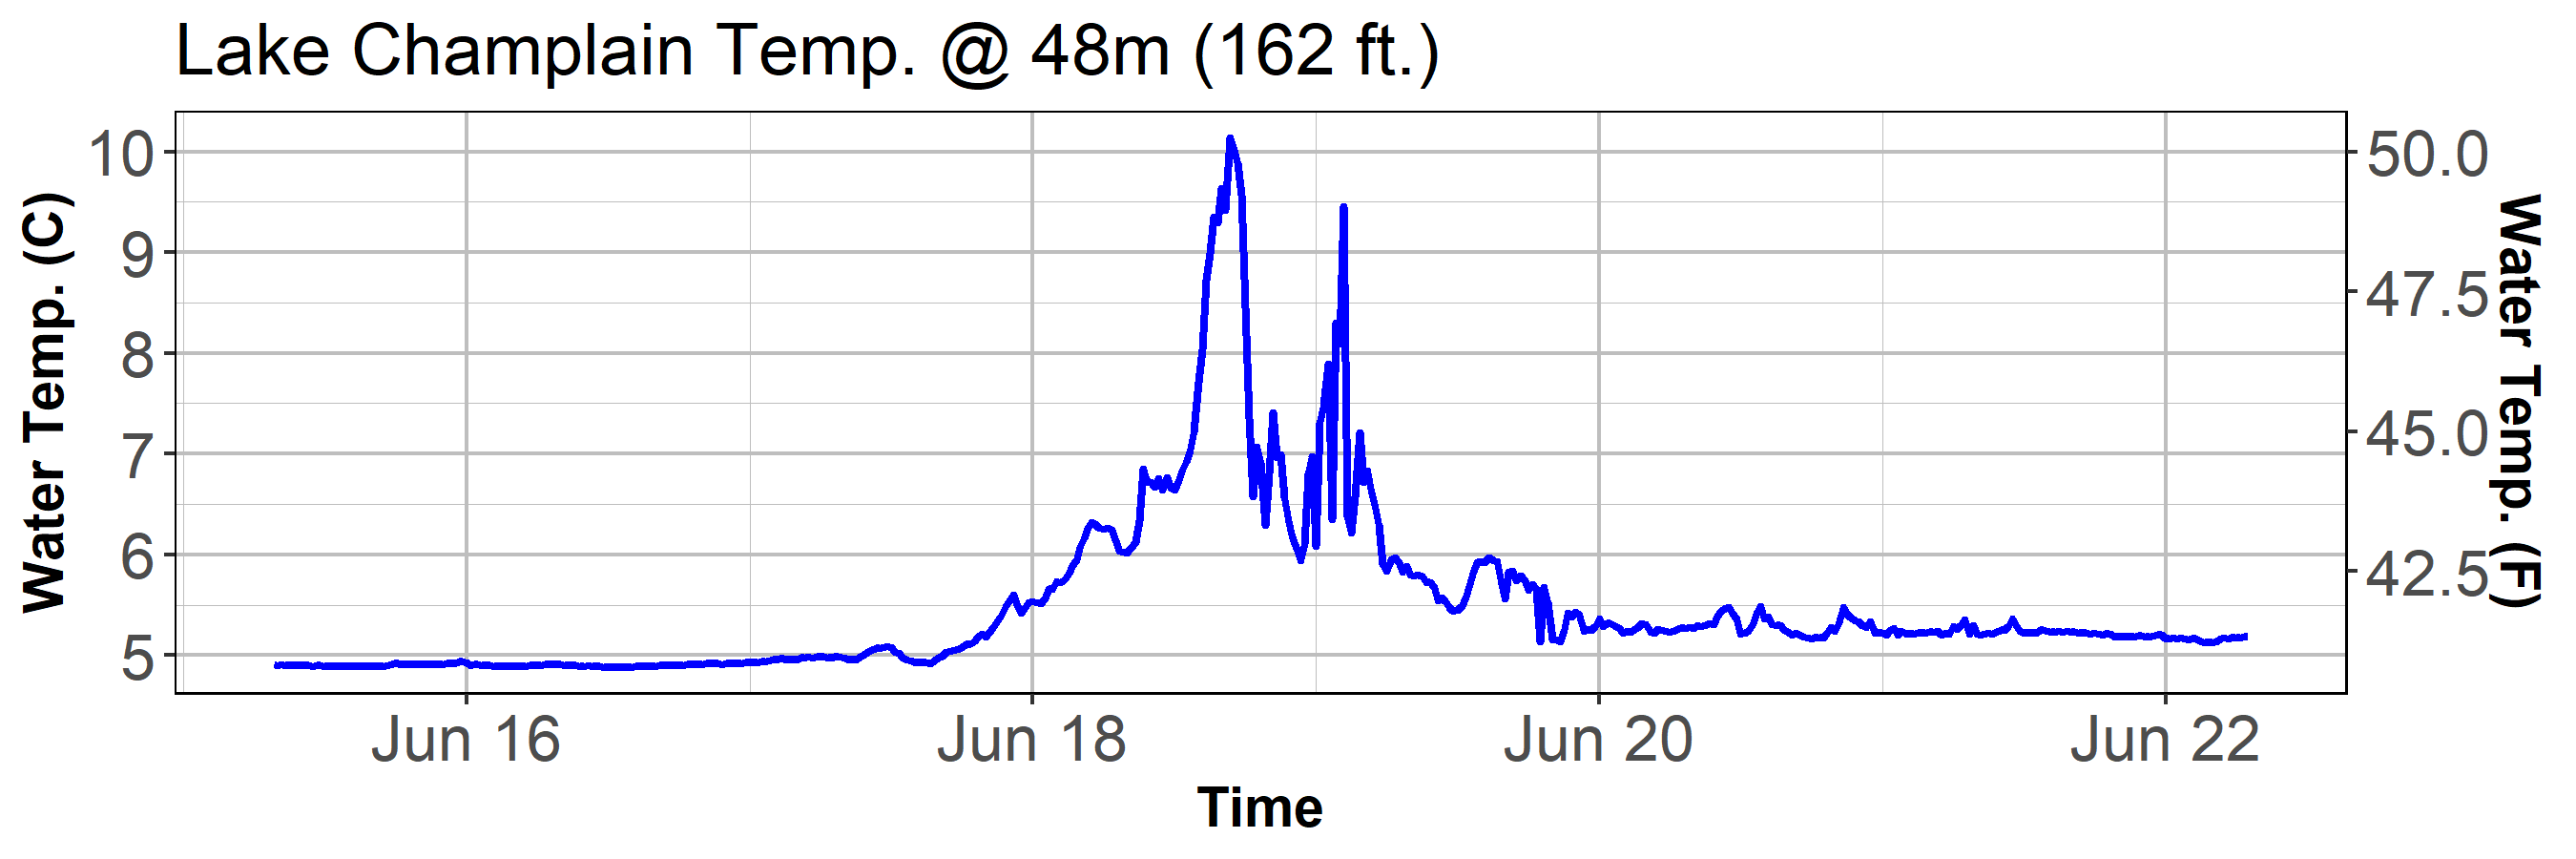 Lake Champlain Temp. @ 48m (162 ft.)
Water Temp. (C)
10
9
8
7
6
5
50.0
47.5
45.0
42.5
Water Temp. (F)
Jun 16
Jun 18
Jun 20
Jun 22
Time